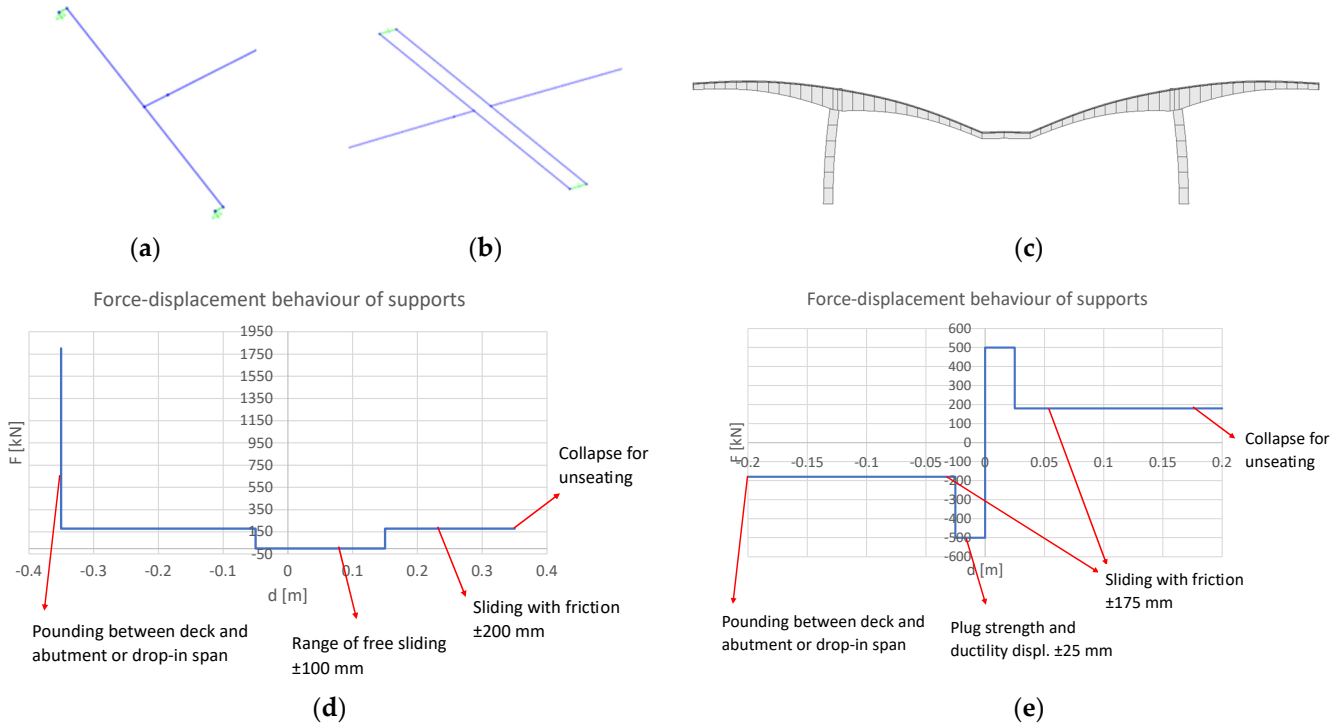 (a)
(b)
(c)
Force-displacement behaviour of supports
F [kN]
1950
1750
1550
1350
1150
950
750
550
350
150
-50
-0.4
-0.3
-0.2
-0.1
0
0.1
0.2
0.3
0.4
d [m]
Collapse for
unseating
Sliding with friction
±200 mm
Range of free sliding
±100 mm
Pounding between deck and
abutment or drop-in span
(d)
Force-displacement behaviour of supports
F [kN]
600
500
400
300
200
100
0
-100
-200
-300
-400
-500
-600
-0.2
-0.15
-0.1
-0.05
0
0.05
0.1
0.15
0.2
d [m]
Collapse for
unseating
Sliding with friction
±175 mm
Plug strength and
ductility displ. ±25 mm
Pounding between deck and
abutment or drop-in span
(e)